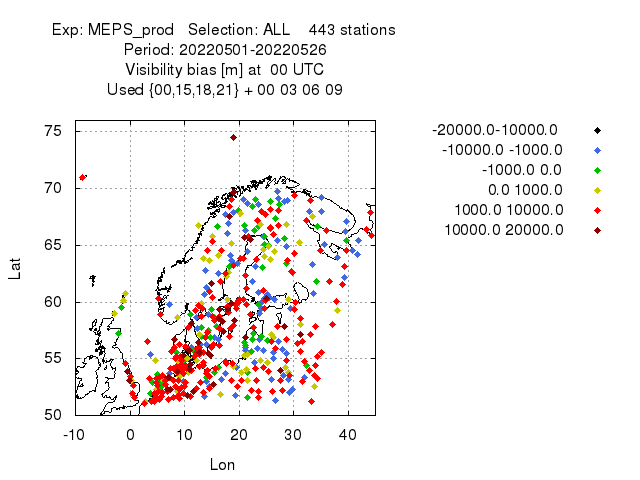 Exp: MEPS_prod   Selection: ALL    443 stations
Period: 20220501-20220526
Visibility bias [m] at  00 UTC
Used {00,15,18,21} + 00 03 06 09
-20000.0-10000.0
-10000.0 -1000.0
-1000.0 0.0
0.0 1000.0
1000.0 10000.0
10000.0 20000.0
75
70
65
60
55
50
Lat
-10 0 10 20 30 40
Lon